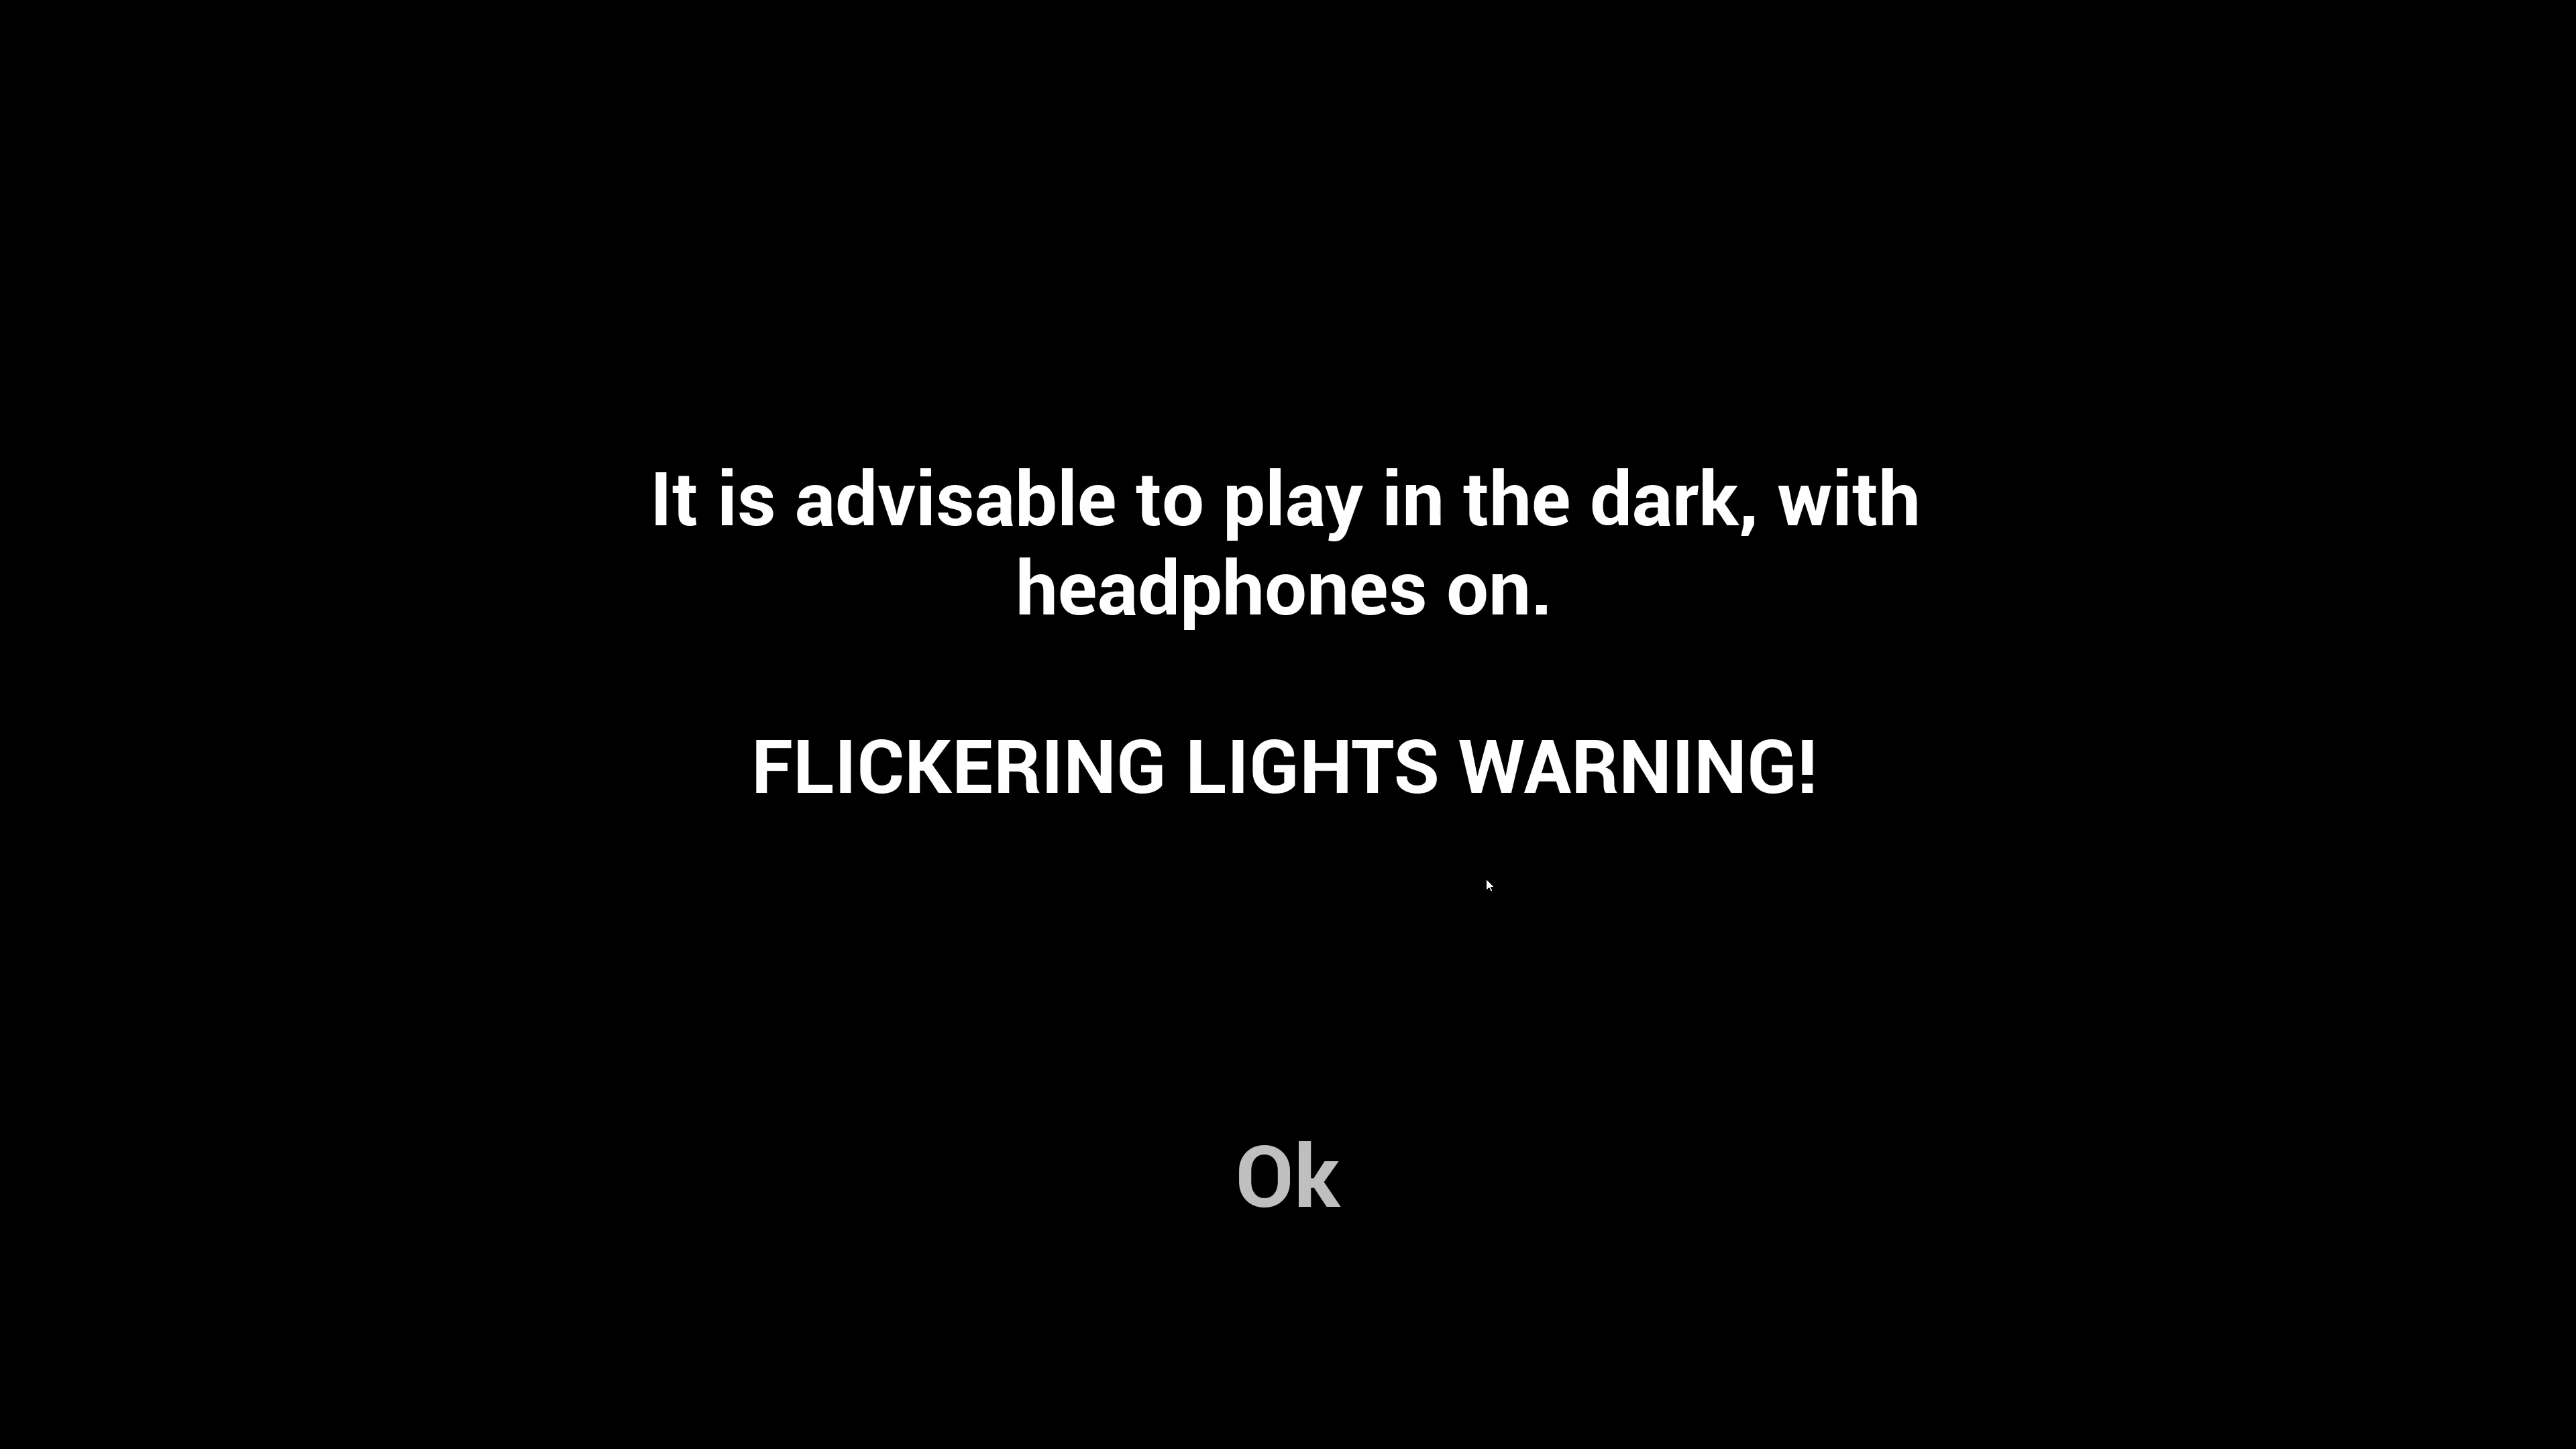 It is advisable to play in the dark, with
headphones on.
FLICKERING LIGHTS WARNING!
Ok